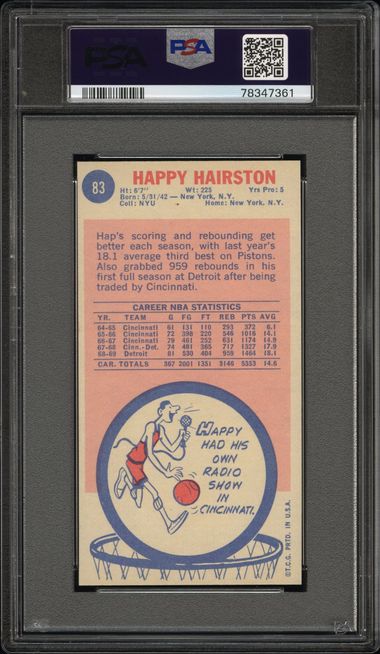 PSA
PSA
78347361
83
HAPPY HAIRSTON
Ht: 6'7" Wt: 225 Yrs Pro: 5
Born: 5/31/42 — New York, N.Y.
Coll: NYU Home: New York, N.Y.
Hap's scoring and rebounding get
better each season, with last year's
18.1 average third best on Pistons.
Also grabbed 959 rebounds in his
first full season at Detroit after being
traded by Cincinnati.
CAREER NBA STATISTICS
YR. TEAM G FG FT REB PTS AVG
64-65 Cincinnati 61 131 110 293 372 6.1
65-66 Cincinnati 72 398 220 546 1016 14.1
66-67 Cincinnati 79 461 252 631 1174 14.9
67-68 Cinn.-Det. 74 481 365 717 1327 17.9
68-69 Detroit 81 530 404 959 1464 18.1
CAR. TOTALS 367 2001 1351 3146 5353 14.6
HAPPY
HAD HIS
OWN
RADIO
SHOW
IN
CINCINNATI.
©T.C.G. PRTD. IN U.S.A.